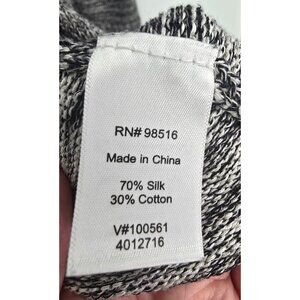 RN# 98516
Made in China
70% Silk
30% Cotton
V#100561
4012716